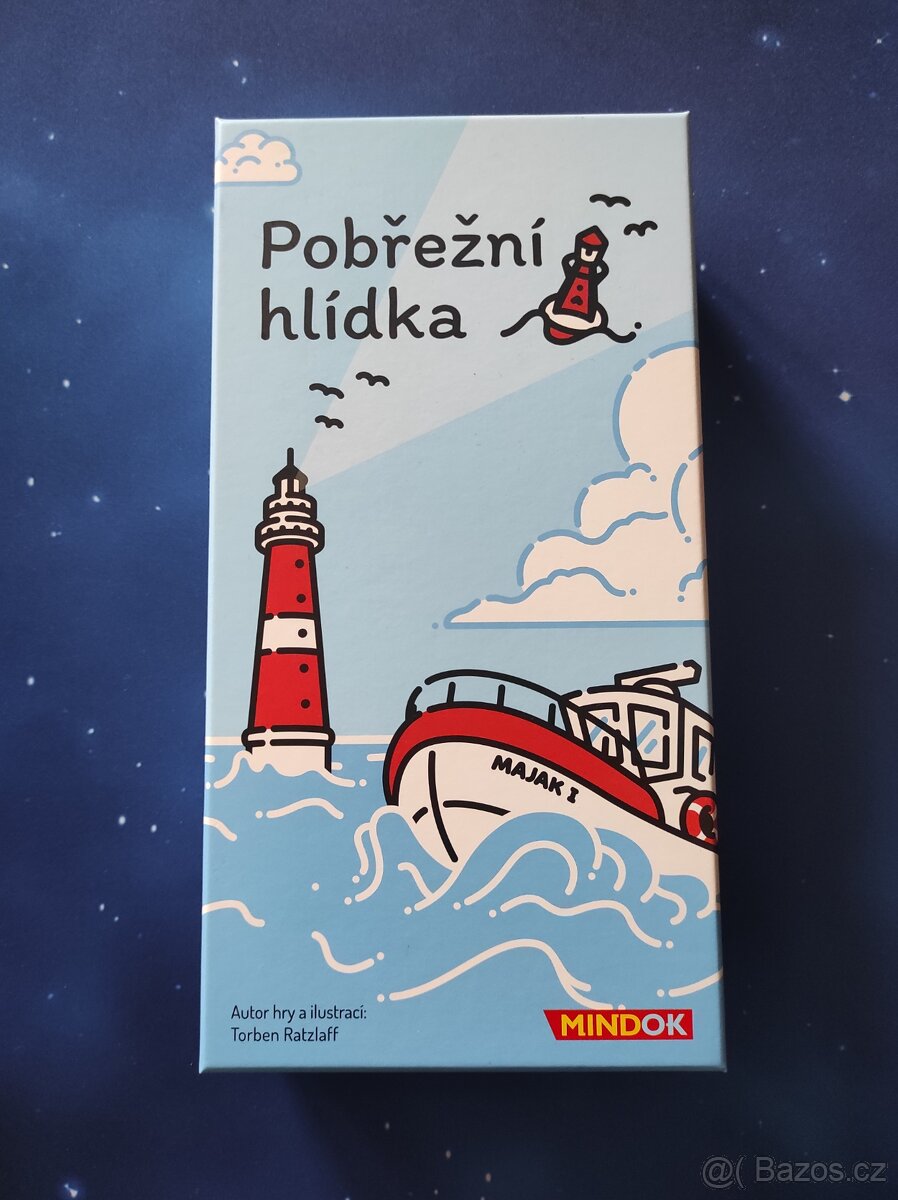 Pobřežní
hlídka
MAJAK I
Autor hry a ilustrací:
Torben Ratzlaff
MINDOK
@( Bazos.cz